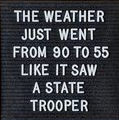 THE WEATHER
JUST WENT
FROM 90 TO 55
LIKE IT SAW
A STATE
TROOPER